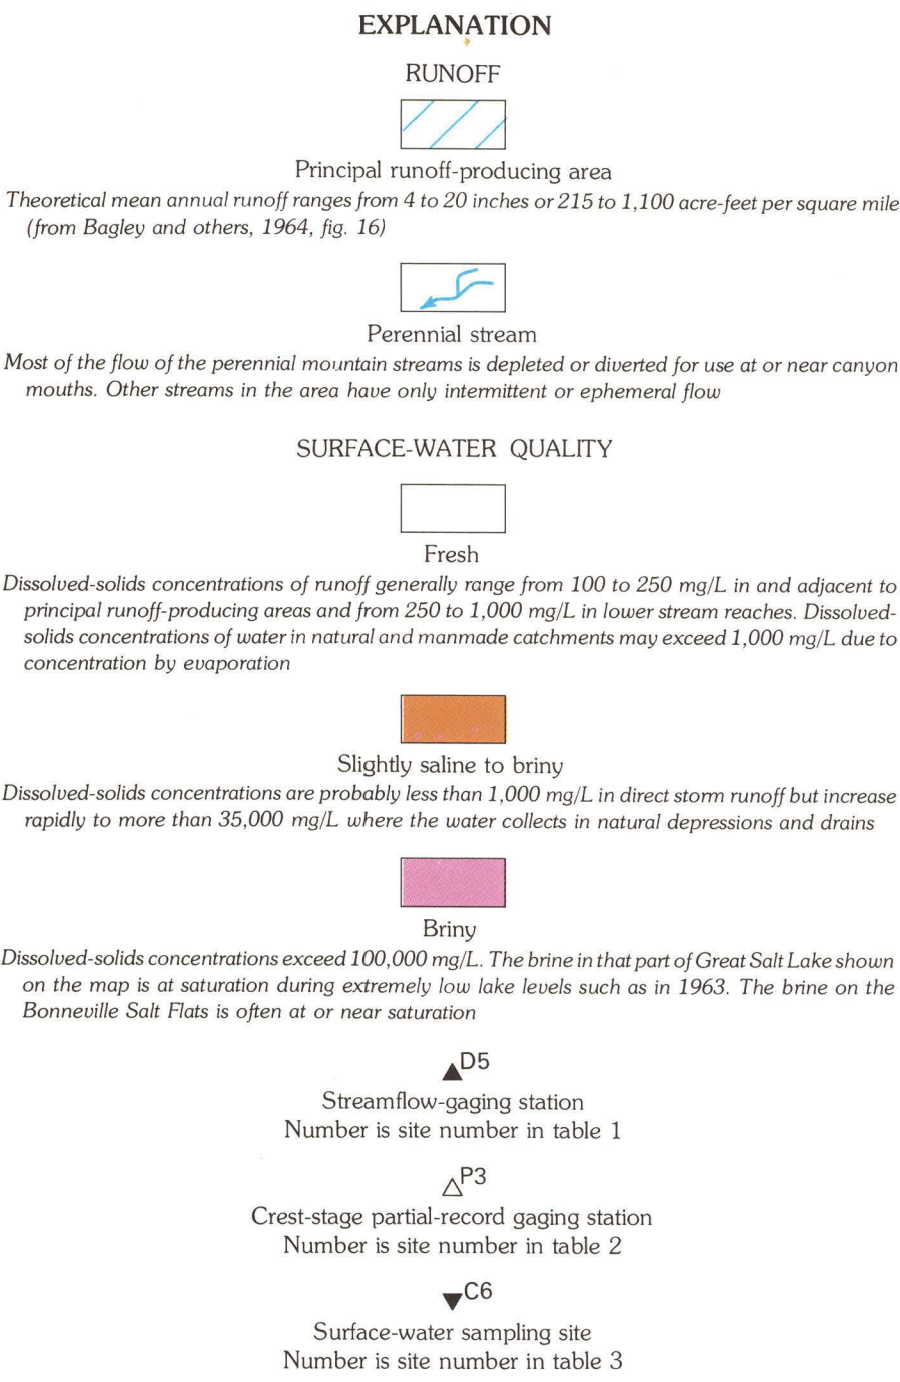 EXPLANATION
RUNOFF
Principal runoff-producing area
Theoretical mean annual runoff ranges from 4 to 20 inches or 215 to 1,100 acre-feet per square mile
(from Bagley and others, 1964, fig. 16)
Perennial stream
Most of the flow of the perennial mountain streams is depleted or diverted for use at or near canyon
mouths. Other streams in the area have only intermittent or ephemeral flow
SURFACE-WATER QUALITY
Fresh
Dissolved-solids concentrations of runoff generally range from 100 to 250 mg/L in and adjacent to
principal runoff-producing areas and from 250 to 1,000 mg/L in lower stream reaches. Dissolved-
solids concentrations of water in natural and manmade catchments may exceed 1,000 mg/L due to
concentration by evaporation
Slightly saline to briny
Dissolved-solids concentrations are probably less than 1,000 mg/L in direct storm runoff but increase
rapidly to more than 35,000 mg/L where the water collects in natural depressions and drains
Briny
Dissolved-solids concentrations exceed 100,000 mg/L. The brine in that part of Great Salt Lake shown
on the map is at saturation during extremely low lake levels such as in 1963. The brine on the
Bonneville Salt Flats is often at or near saturation
D5
Streamflow-gaging station
Number is site number in table 1
P3
Crest-stage partial-record gaging station
Number is site number in table 2
C6
Surface-water sampling site
Number is site number in table 3